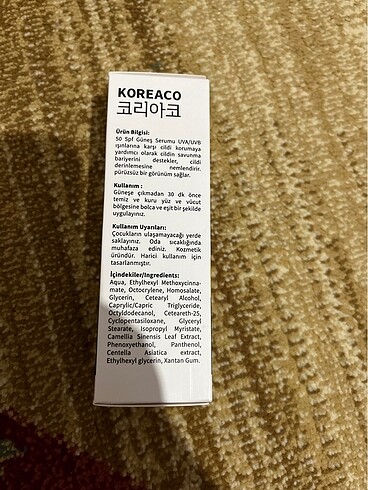 KOREACO
코리아코
Ürün Bilgisi:
50 Spf Güneş Serumu UVA/UVB
ışınlarına karşı cildi korumaya
yardımcı olarak cildin savunma
bariyerini destekler, cildi
derinlemesine nemlendirir.
pürüzsüz bir görünüm sağlar.
Kullanım :
Güneşe çıkmadan 30 dk önce
temiz ve kuru yüz ve vücut
bölgesine bolca ve eşit bir şekilde
uygulayınız.
Kullanım Uyarıları:
Çocukların ulaşamayacağı yerde
saklayınız. Oda sıcaklığında
muhafaza ediniz. Kozmetik
üründür. Harici kullanım için
tasarlanmıştır.
İçindekiler/Ingredients:
Aqua, Ethylhexyl Methoxycinna-
mate, Octocrylene, Homosalate,
Glycerin, Cetearyl Alcohol,
Caprylic/Capric Triglyceride,
Octyldodecanol, Ceteareth-25,
Cyclopentasiloxane, Glyceryl
Stearate, Isopropyl Myristate,
Camellia Sinensis Leaf Extract,
Phenoxyethanol, Panthenol,
Centella Asiatica extract,
Ethylhexyl glycerin, Xantan Gum.